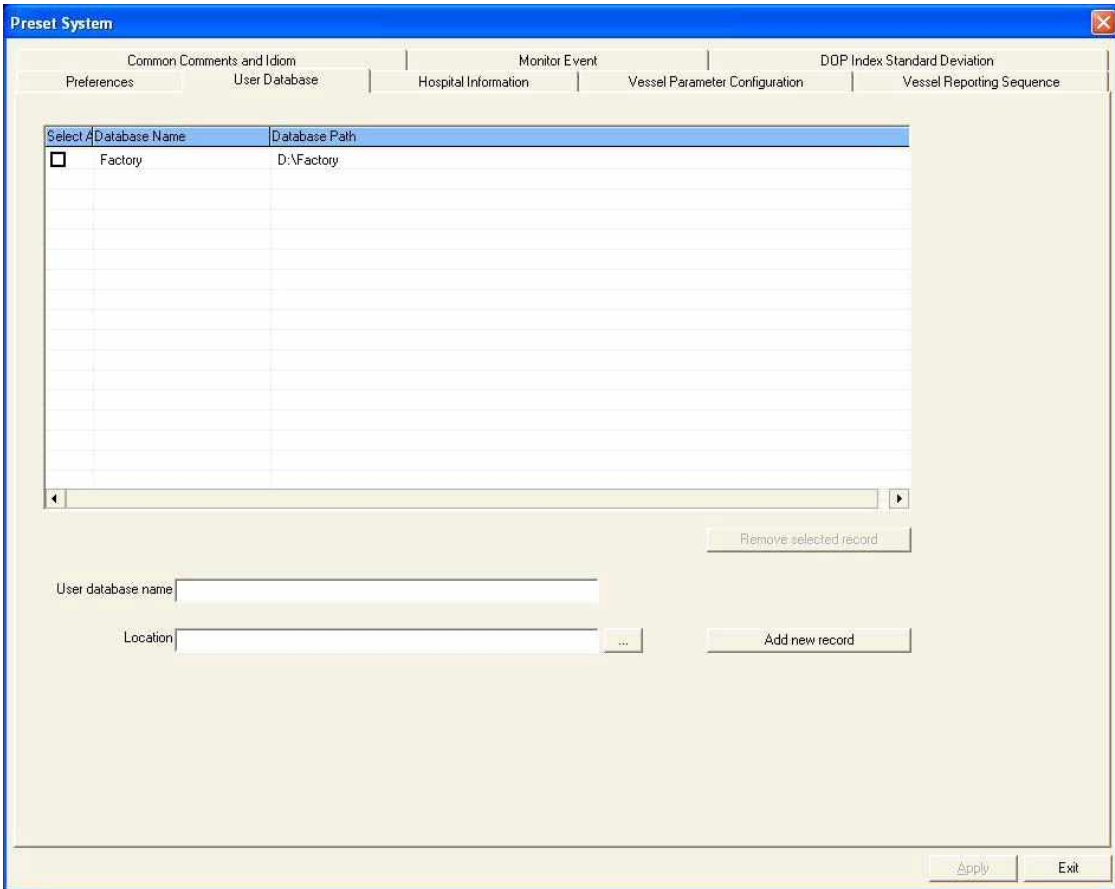 Preset System
Common Comments and Idiom Monitor Event DOP Index Standard Deviation
Preferences User Database Hospital Information Vessel Parameter Configuration Vessel Reporting Sequence
Select A Database Name Database Path
Factory D:\Factory
Remove selected record
User database name
Location ... Add new record
Apply Exit